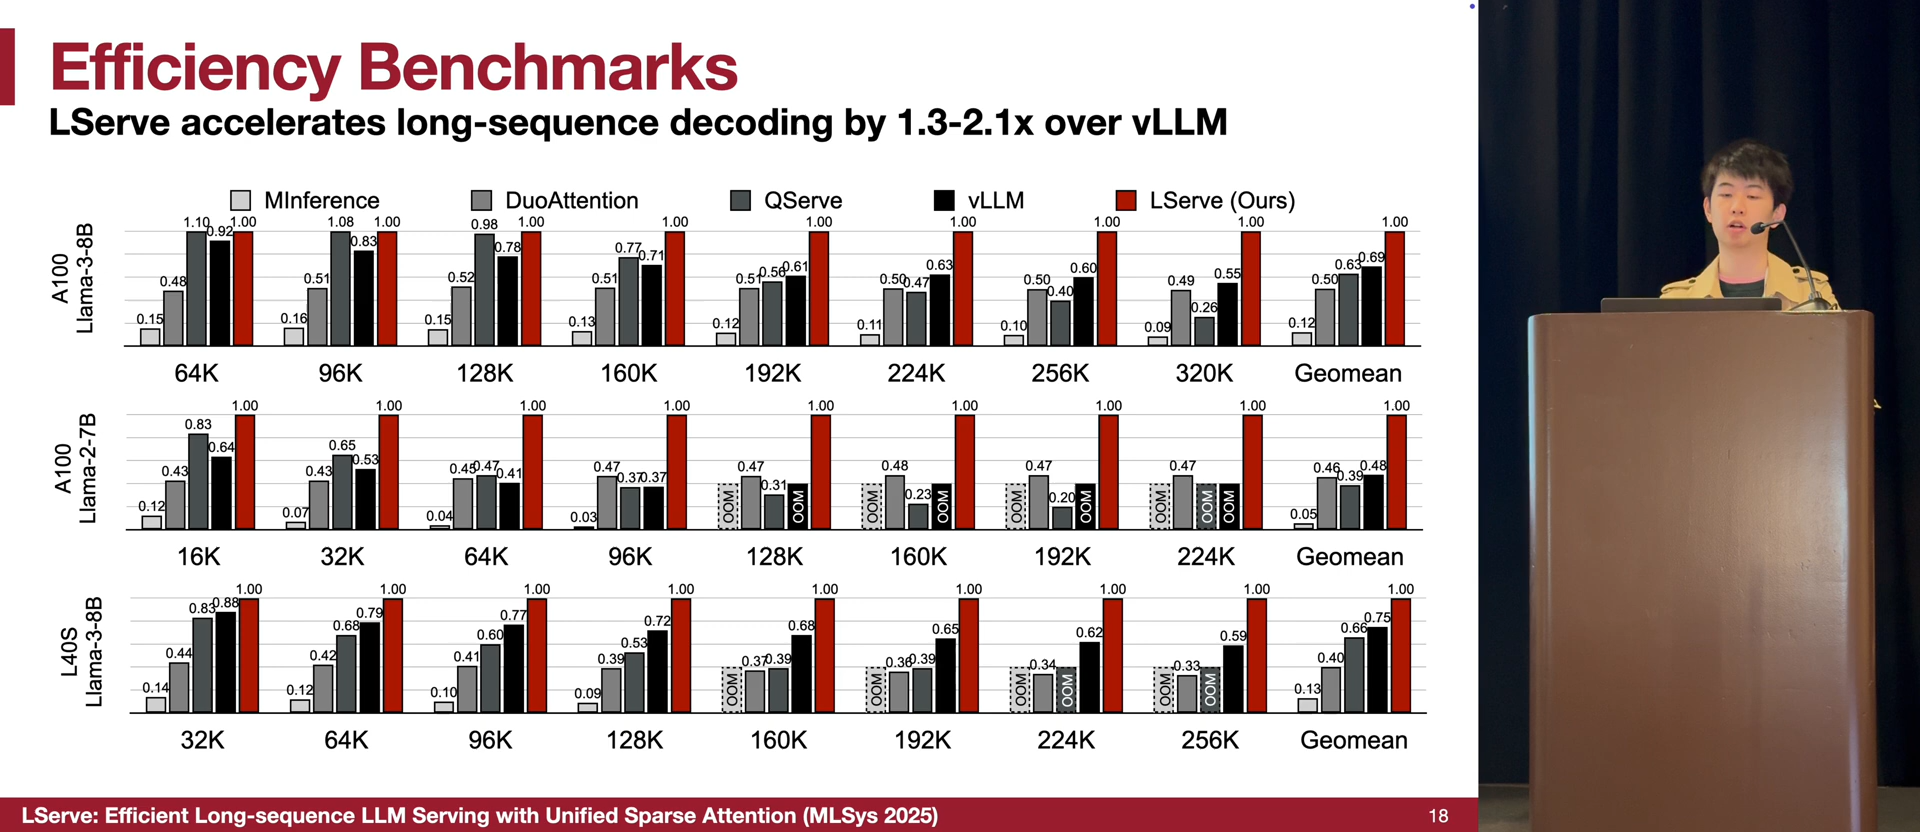 Efficiency Benchmarks
LServe accelerates long-sequence decoding by 1.3-2.1x over vLLM
MInference DuoAttention QServe vLLM LServe (Ours)
A100
Llama-3-8B
0.15 0.48 1.10 0.92 1.00
0.16 0.51 1.08 0.83 1.00
0.15 0.52 0.98 0.78 1.00
0.13 0.51 0.77 0.71 1.00
0.12 0.51 0.56 0.61 1.00
0.11 0.50 0.47 0.63 1.00
0.10 0.50 0.40 0.60 1.00
0.09 0.49 0.26 0.55 1.00
0.12 0.50 0.63 0.69 1.00
64K 96K 128K 160K 192K 224K 256K 320K Geomean
A100
Llama-2-7B
0.12 0.43 0.83 0.64 1.00
0.07 0.43 0.65 0.53 1.00
0.04 0.45 0.47 0.41 1.00
0.03 0.47 0.37 0.37 1.00
OOM 0.47 0.31 OOM 1.00
OOM 0.48 0.23 OOM 1.00
OOM 0.47 0.20 OOM 1.00
OOM 0.47 OOM OOM 1.00
0.05 0.46 0.39 0.48 1.00
16K 32K 64K 96K 128K 160K 192K 224K Geomean
L40S
Llama-3-8B
0.14 0.44 0.83 0.88 1.00
0.12 0.42 0.68 0.79 1.00
0.10 0.41 0.60 0.77 1.00
0.09 0.39 0.53 0.72 1.00
OOM 0.37 0.39 0.68 1.00
OOM 0.36 0.39 0.65 1.00
OOM 0.34 OOM 0.62 1.00
OOM 0.33 OOM 0.59 1.00
0.13 0.40 0.66 0.75 1.00
32K 64K 96K 128K 160K 192K 224K 256K Geomean
LServe: Efficient Long-sequence LLM Serving with Unified Sparse Attention (MLSys 2025)
18